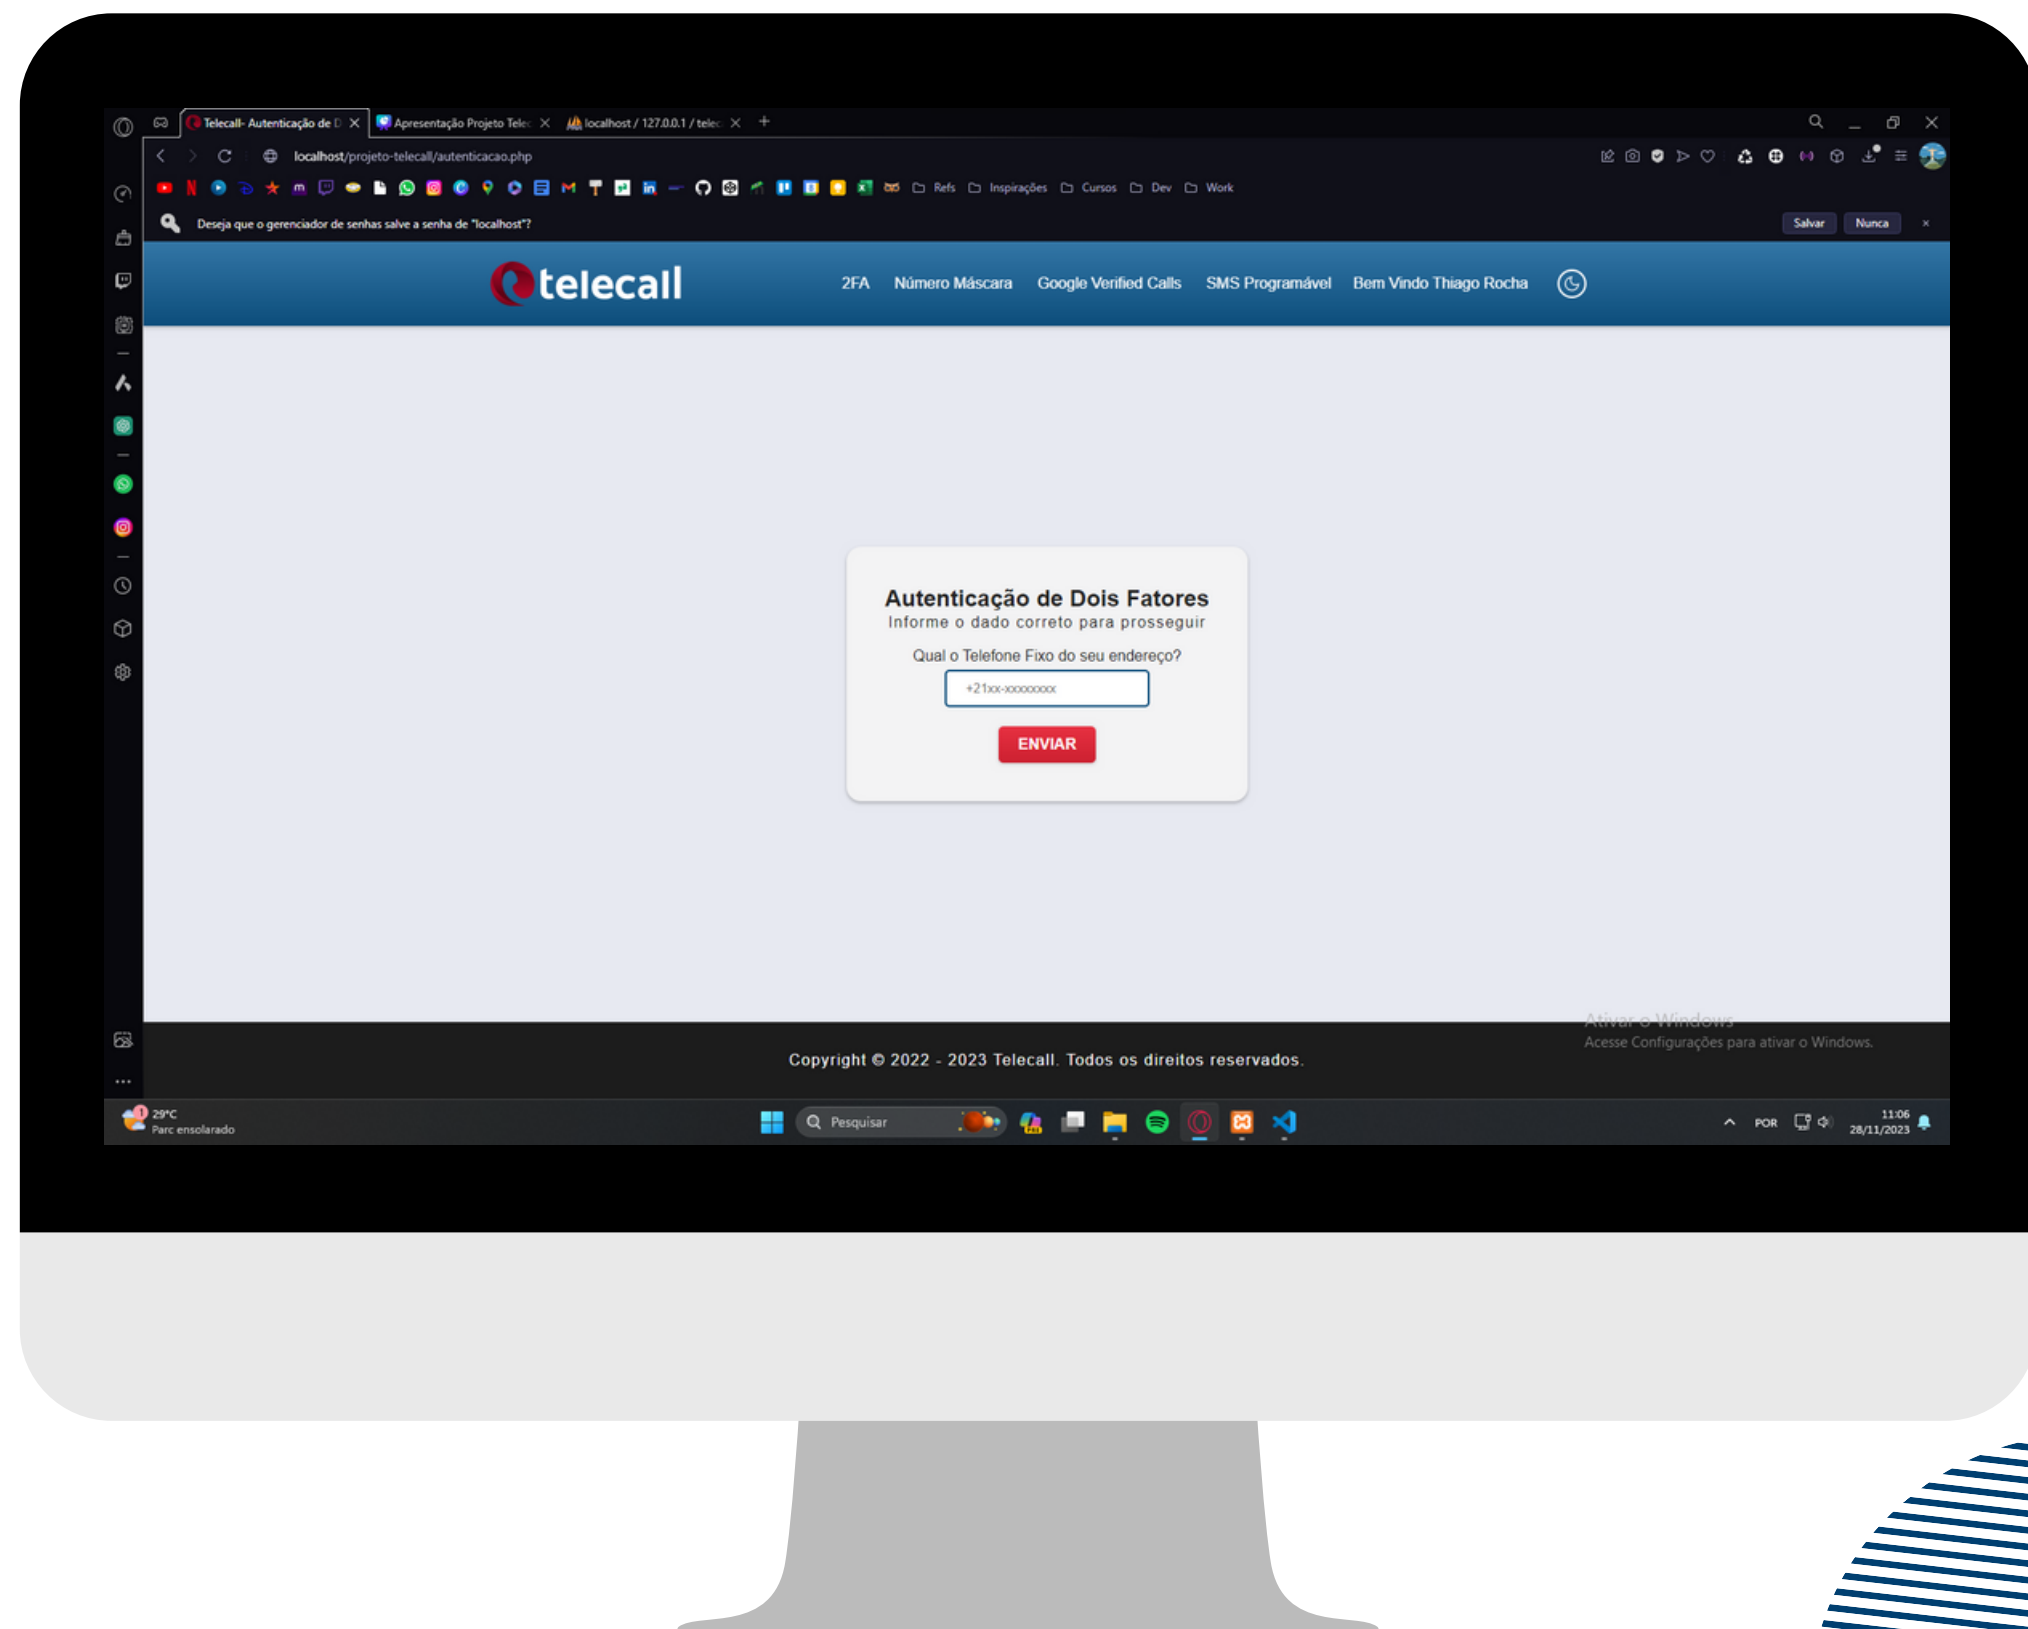 Telecall- Autenticação de D
Apresentação Projeto Telec
localhost / 127.0.0.1 / telec
localhost/projeto-telecall/autenticacao.php
Refs Inspirações Cursos Dev Work
Deseja que o gerenciador de senhas salve a senha de "localhost"?
Salvar Nunca
telecall
2FA Número Máscara Google Verified Calls SMS Programável Bem Vindo Thiago Rocha
Autenticação de Dois Fatores
Informe o dado correto para prosseguir
Qual o Telefone Fixo do seu endereço?
+21xx-xxxxxxxx
ENVIAR
Ativar o Windows
Acesse Configurações para ativar o Windows.
Copyright © 2022 - 2023 Telecall. Todos os direitos reservados.
1
29°C
Parc ensolarado
Pesquisar
PRE
POR
11:06
28/11/2023